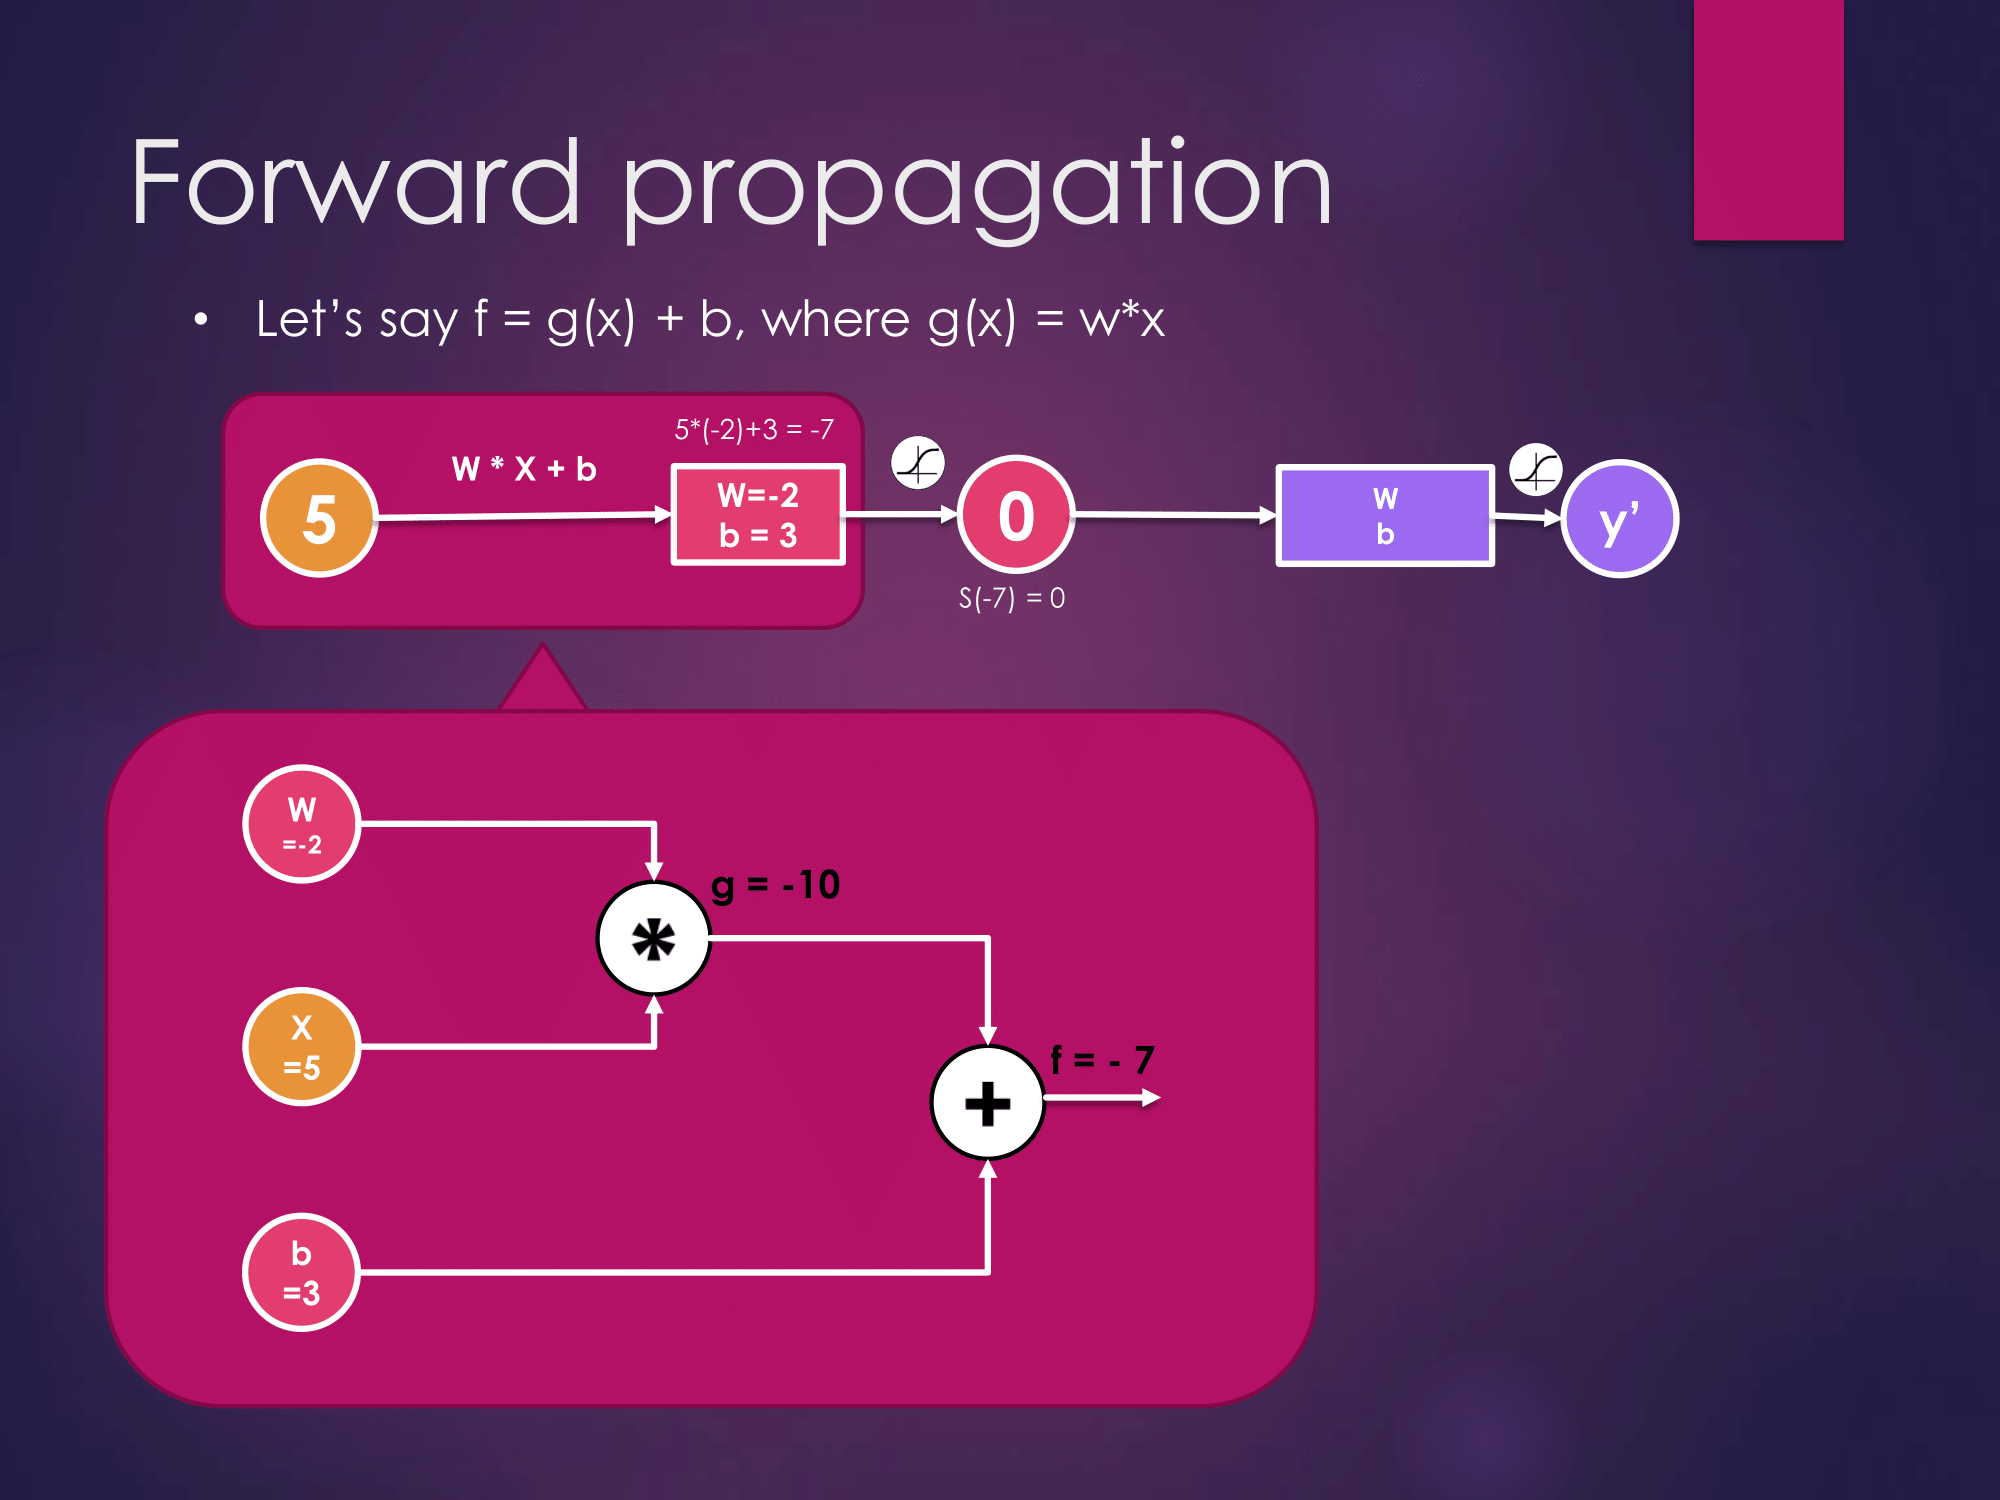 Forward propagation
• Let’s say f = g(x) + b, where g(x) = w*x
5*(-2)+3 = -7
W * X + b
5
W=-2
b = 3
0
S(-7) = 0
W
b
y’
W
=-2
g = -10
*
X
=5
f = - 7
+
b
=3